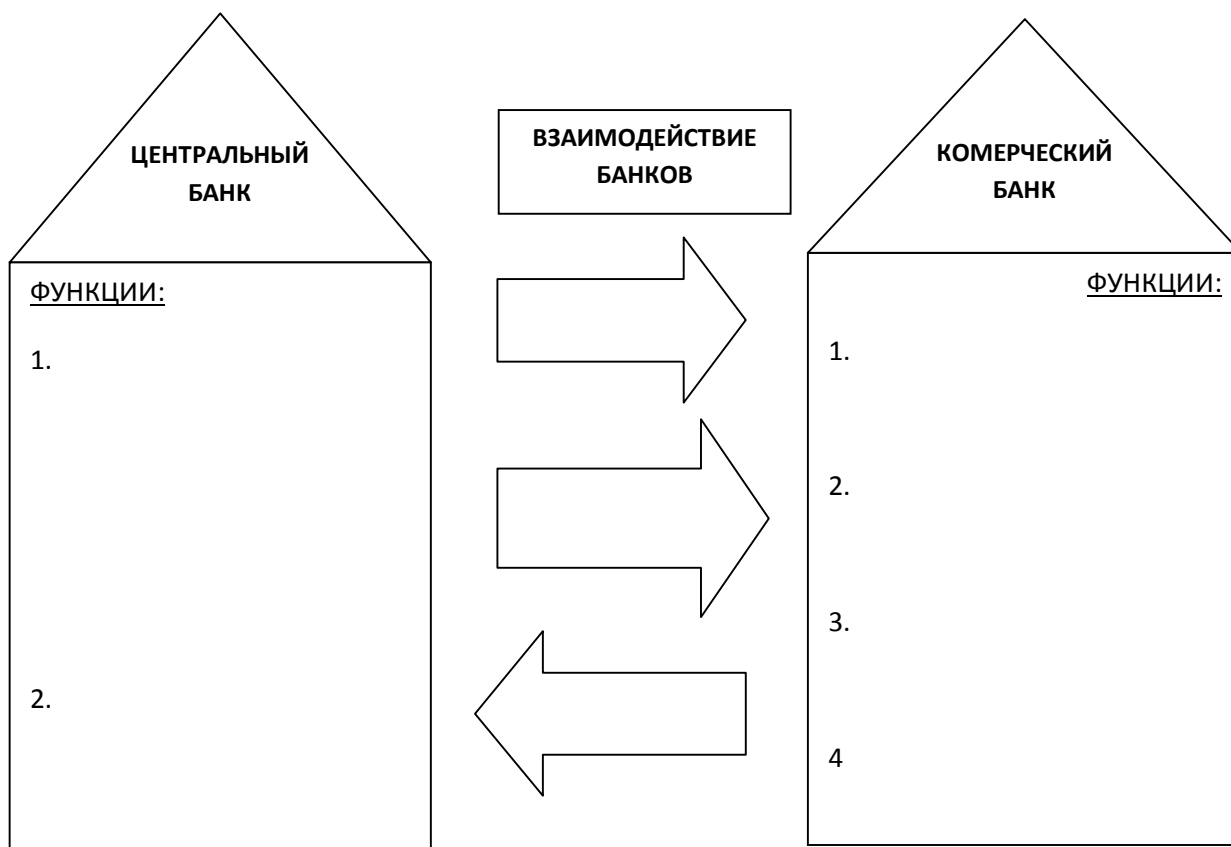 ЦЕНТРАЛЬНЫЙ
БАНК
ФУНКЦИИ:
1.
2.
ВЗАИМОДЕЙСТВИЕ
БАНКОВ
КОМЕРЧЕСКИЙ
БАНК
ФУНКЦИИ:
1.
2.
3.
4